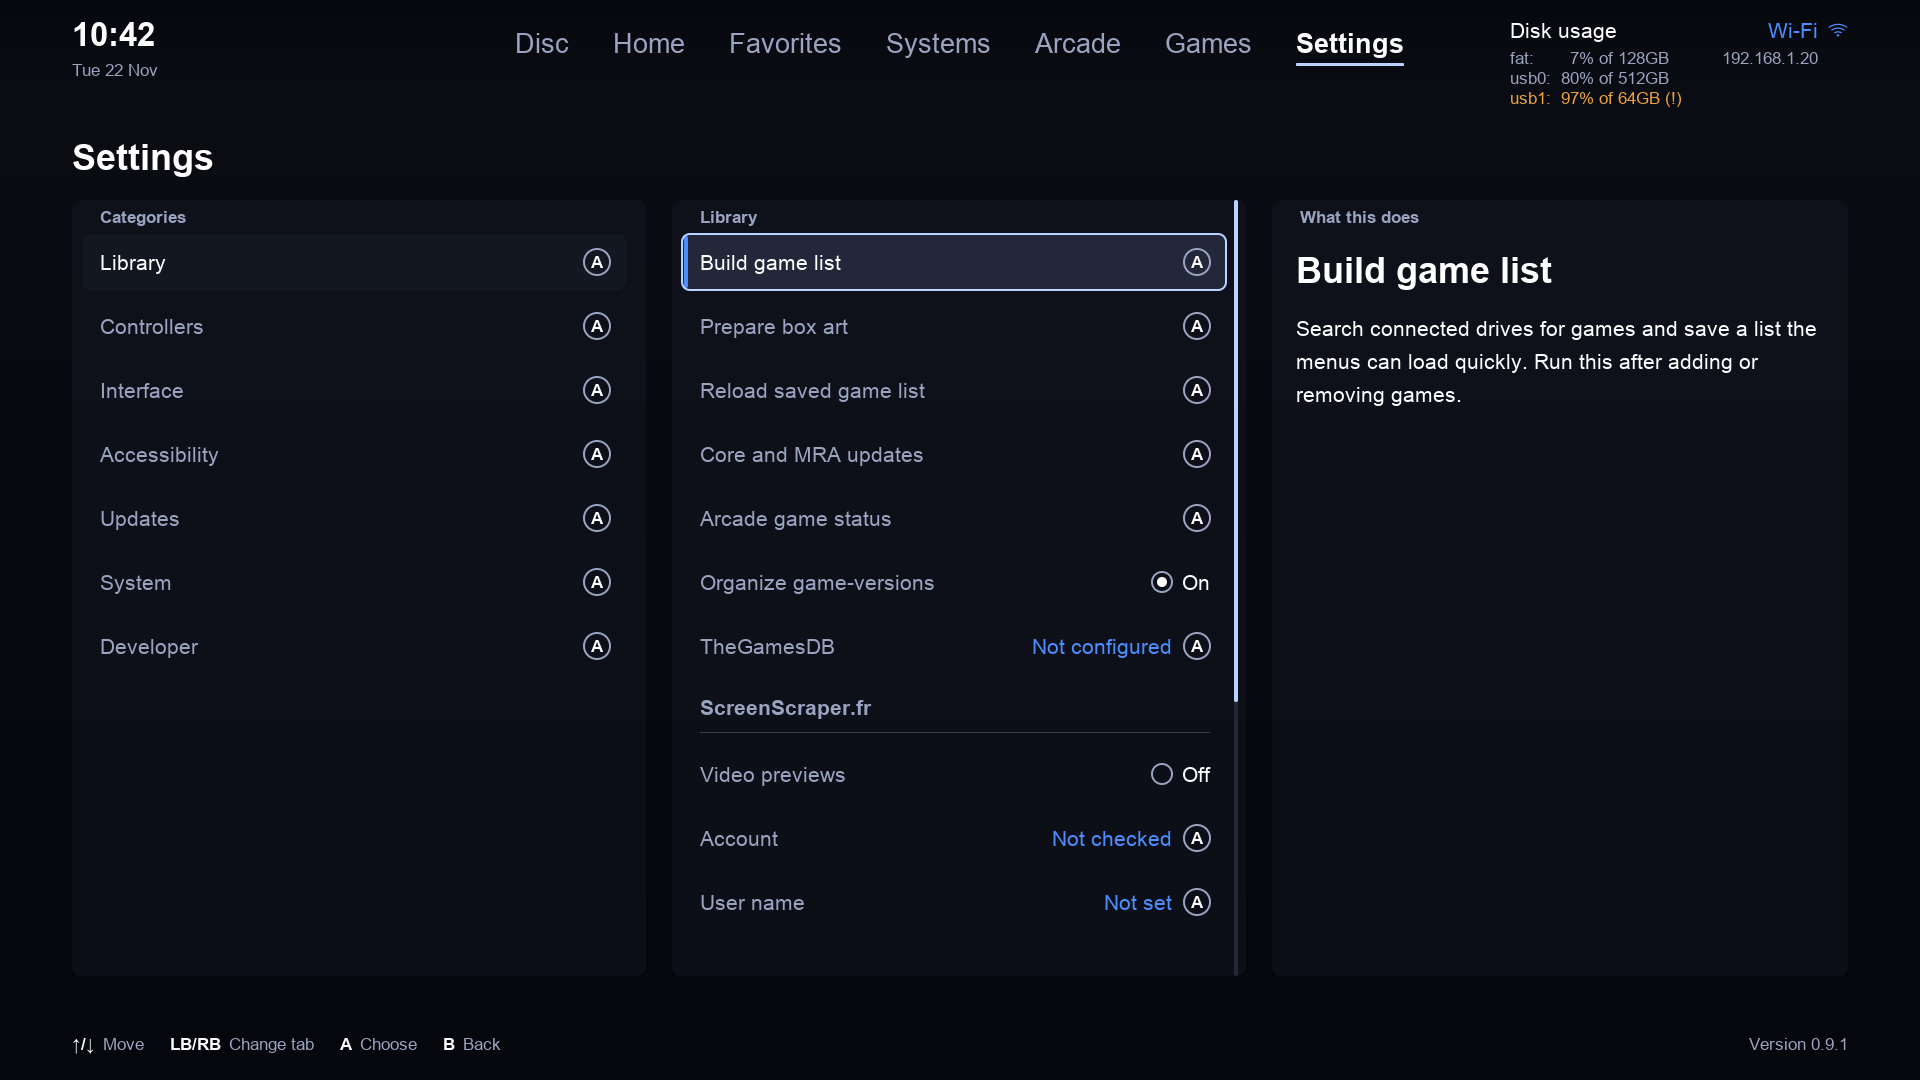 10:42
Tue 22 Nov
Disc Home Favorites Systems Arcade Games Settings
Disk usage
fat: 7% of 128GB
usb0: 80% of 512GB
usb1: 97% of 64GB (!)
Wi-Fi
192.168.1.20
Settings
Categories
Library A
Controllers A
Interface A
Accessibility A
Updates A
System A
Developer A
Library
Build game list A
Prepare box art A
Reload saved game list A
Core and MRA updates A
Arcade game status A
Organize game-versions On
TheGamesDB Not configured A
ScreenScraper.fr
Video previews Off
Account Not checked A
User name Not set A
What this does
Build game list
Search connected drives for games and save a list the
menus can load quickly. Run this after adding or
removing games.
↑/↓ Move LB/RB Change tab A Choose B Back
Version 0.9.1